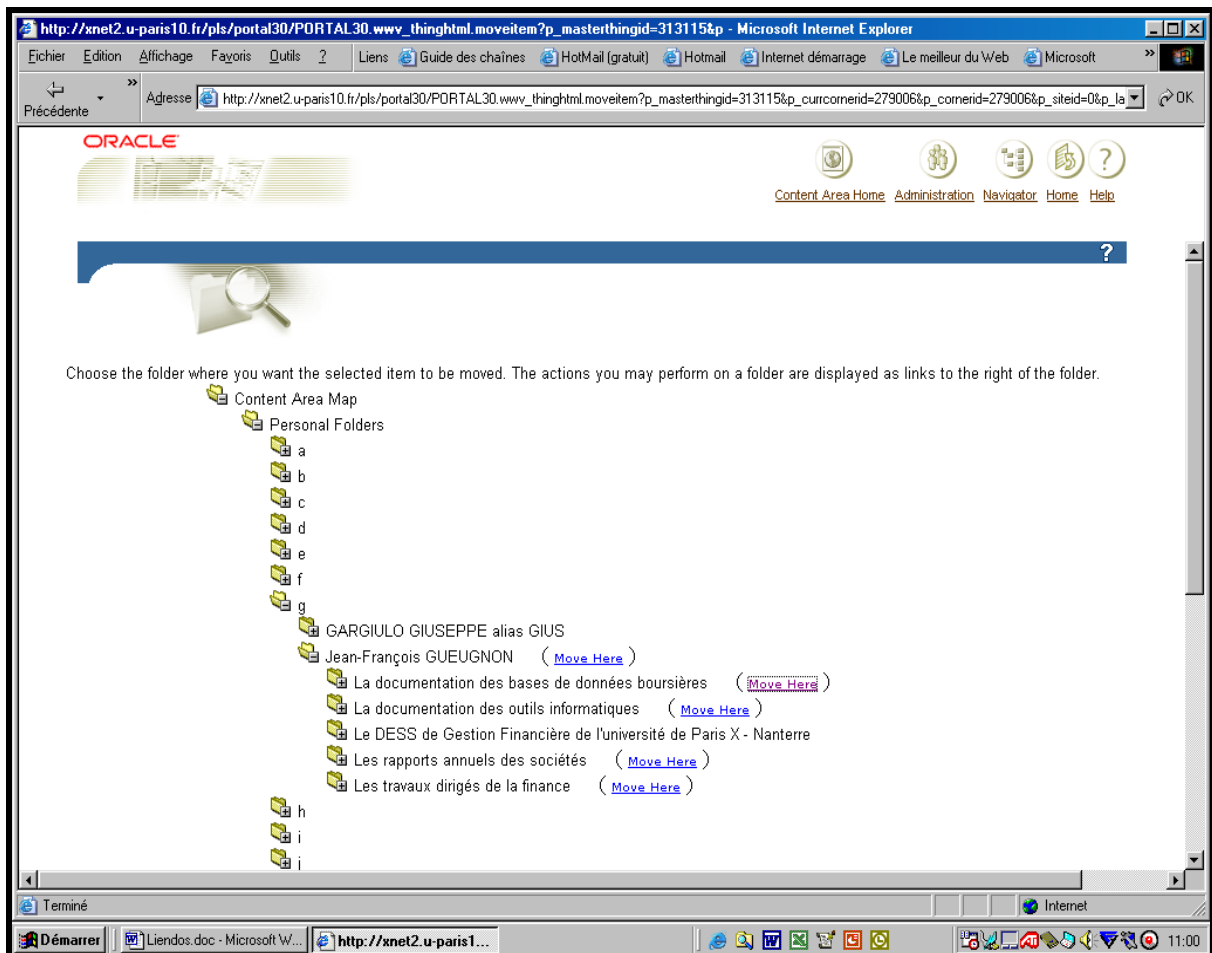 http://xnet2.u-paris10.fr/pls/portal30/PORTAL30.wwv_thinghtml.moveitem?p_masterthingid=313115&p - Microsoft Internet Explorer
Fichier Edition Affichage Favoris Outils ? Liens Guide des chaînes HotMail (gratuit) Hotmail Internet démarrage Le meilleur du Web Microsoft »
Précédente » Adresse http://xnet2.u-paris10.fr/pls/portal30/PORTAL30.wwv_thinghtml.moveitem?p_masterthingid=313115&p_currcornerid=279006&p_cornerid=279006&p_siteid=0&p_la OK
ORACLE
Content Area Home Administration Navigator Home Help
?
Choose the folder where you want the selected item to be moved. The actions you may perform on a folder are displayed as links to the right of the folder.
Content Area Map
Personal Folders
a
b
c
d
e
f
g
GARGIULO GIUSEPPE alias GIUS
Jean-François GUEUGNON ( Move Here )
La documentation des bases de données boursières ( Move Here )
La documentation des outils informatiques ( Move Here )
Le DESS de Gestion Financière de l'université de Paris X - Nanterre
Les rapports annuels des sociétés ( Move Here )
Les travaux dirigés de la finance ( Move Here )
h
i
j
Terminé Internet
Démarrer Liendos.doc - Microsoft W... http://xnet2.u-paris1... 11:00